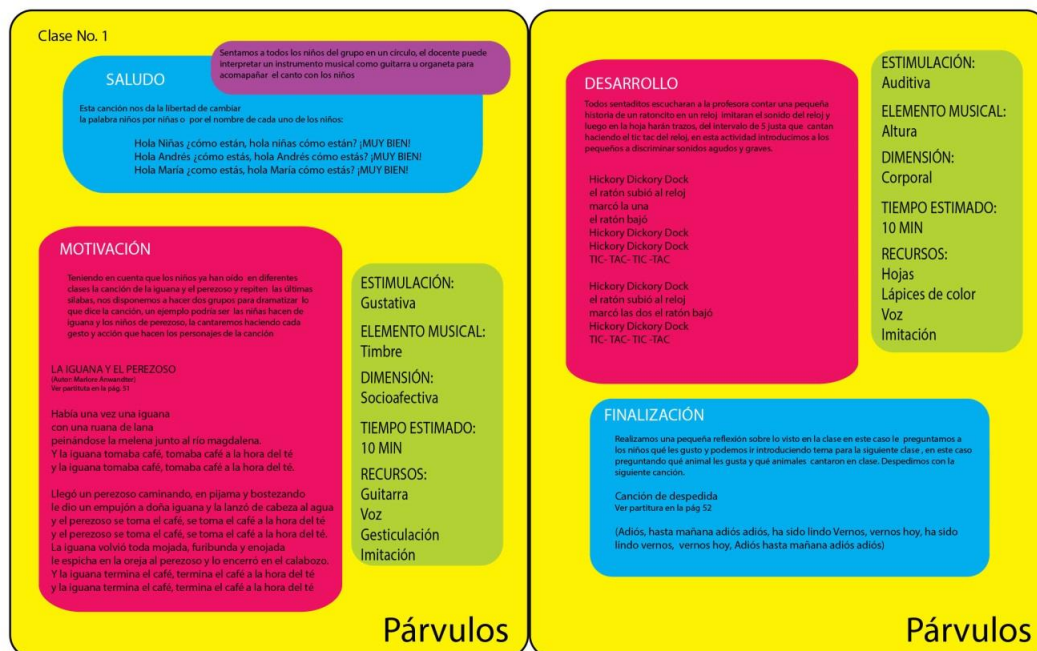 Clase No. 1
Sentamos a todos los niños del grupo en un círculo, el docente puede
interpretar un instrumento musical como guitarra u organeta para
acomapañar el canto con los niños
SALUDO
Esta canción nos da la libertad de cambiar
la palabra niños por niñas o por el nombre de cada uno de los niños:
Hola Niñas ¿cómo están, hola niñas cómo están? ¡MUY BIEN!
Hola Andrés ¿cómo estás, hola Andrés cómo estás? ¡MUY BIEN!
Hola María ¿como estás, hola María cómo estás? ¡MUY BIEN!
MOTIVACIÓN
Teniendo en cuenta que los niños ya han oído en diferentes
clases la canción de la iguana y el perezoso y repiten las últimas
silabas, nos disponemos a hacer dos grupos para dramatizar lo
que dice la canción, un ejemplo podría ser las niñas hacen de
iguana y los niños de perezoso, la cantaremos haciendo cada
gesto y acción que hacen los personajes de la canción
LA IGUANA Y EL PEREZOSO
(Autor: Marlore Anwandter)
Ver partitura en la pág. 51
Había una vez una iguana
con una ruana de lana
peinándose la melena junto al río magdalena.
Y la iguana tomaba café, tomaba café a la hora del té
y la iguana tomaba café, tomaba café a la hora del té.
Llegó un perezoso caminando, en pijama y bostezando
le dio un empujón a doña iguana y la lanzó de cabeza al agua
y el perezoso se toma el café, se toma el café a la hora del té
y el perezoso se toma el café, se toma el café a la hora del té.
La iguana volvió toda mojada, furibunda y enojada
le espicha en la oreja al perezoso y lo encerró en el calabozo.
Y la iguana termina el café, termina el café a la hora del té
y la iguana termina el café, termina el café a la hora del té
ESTIMULACIÓN:
Gustativa
ELEMENTO MUSICAL:
Timbre
DIMENSIÓN:
Socioafectiva
TIEMPO ESTIMADO:
10 MIN
RECURSOS:
Guitarra
Voz
Gesticulación
Imitación
Párvulos
DESARROLLO
Todos sentaditos escucharan a la profesora contar una pequeña
historia de un ratoncito en un reloj imitaran el sonido del reloj y
luego en la hoja harán trazos, del intervalo de 5 justa que cantan
haciendo el tic tac del reloj, en esta actividad introducimos a los
pequeños a discriminar sonidos agudos y graves.
Hickory Dickory Dock
el ratón subió al reloj
marcó la una
el ratón bajó
Hickory Dickory Dock
Hickory Dickory Dock
TIC- TAC- TIC -TAC
Hickory Dickory Dock
el ratón subió al reloj
marcó las dos el ratón bajó
Hickory Dickory Dock
TIC- TAC- TIC -TAC
ESTIMULACIÓN:
Auditiva
ELEMENTO MUSICAL:
Altura
DIMENSIÓN:
Corporal
TIEMPO ESTIMADO:
10 MIN
RECURSOS:
Hojas
Lápices de color
Voz
Imitación
FINALIZACIÓN
Realizamos una pequeña reflexión sobre lo visto en la clase en este caso le preguntamos a
los niños qué les gusto y podemos ir introduciendo tema para la siguiente clase , en este caso
preguntando qué animal les gusta y qué animales cantaron en clase. Despedimos con la
siguiente canción.
Canción de despedida
Ver partitura en la pág 52
(Adiós, hasta mañana adiós adiós, ha sido lindo Vernos, vernos hoy, ha sido
lindo vernos, vernos hoy, Adiós hasta mañana adiós adiós)
Párvulos